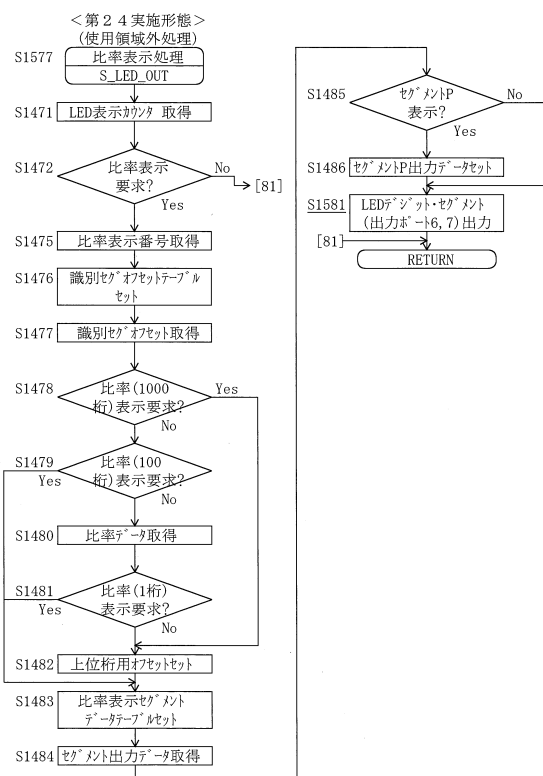 ＜第２４実施形態＞
(使用領域外処理)
S1577
比率表示処理
S_LED_OUT
S1471
LED表示ｶｳﾝﾀ 取得
S1472
比率表示
要求?
No
[81]
Yes
S1475
比率表示番号取得
S1476
識別ｾｸﾞｵﾌｾｯﾄﾃｰﾌﾞﾙ
ｾｯﾄ
S1477
識別ｾｸﾞｵﾌｾｯﾄ取得
S1478
比率(1000
桁)表示要求?
Yes
No
S1479
比率(100
桁)表示要求?
Yes
No
S1480
比率ﾃﾞｰﾀ取得
S1481
比率(1桁)
表示要求?
Yes
No
S1482
上位桁用ｵﾌｾｯﾄｾｯﾄ
S1483
比率表示ｾｸﾞﾒﾝﾄ
ﾃﾞｰﾀﾃｰﾌﾞﾙｾｯﾄ
S1484
ｾｸﾞﾒﾝﾄ出力ﾃﾞｰﾀ取得
S1485
ｾｸﾞﾒﾝﾄP
表示?
No
Yes
S1486
ｾｸﾞﾒﾝﾄP出力ﾃﾞｰﾀｾｯﾄ
S1581
LEDﾃﾞｼﾞｯﾄ・ｾｸﾞﾒﾝﾄ
(出力ﾎﾟｰﾄ6,7)出力
[81]
RETURN